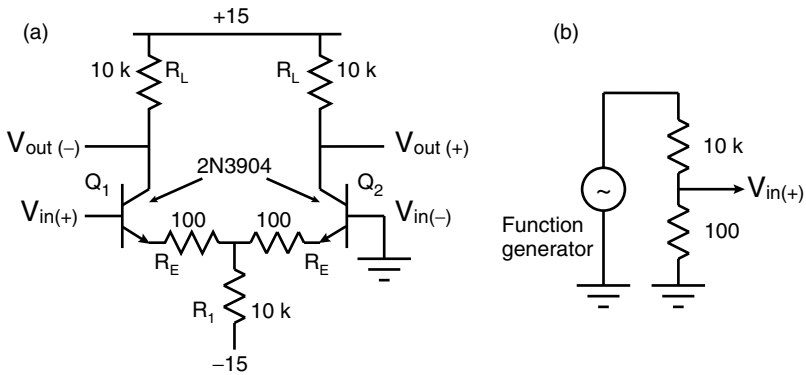 (a)
+15
10 k R_L R_L 10 k
V_out (−) V_out (+)
2N3904
Q_1 Q_2
V_in(+) V_in(−)
100 100
R_E R_E
R_1 10 k
−15
(b)
10 k
~ V_in(+)
Function
generator
100